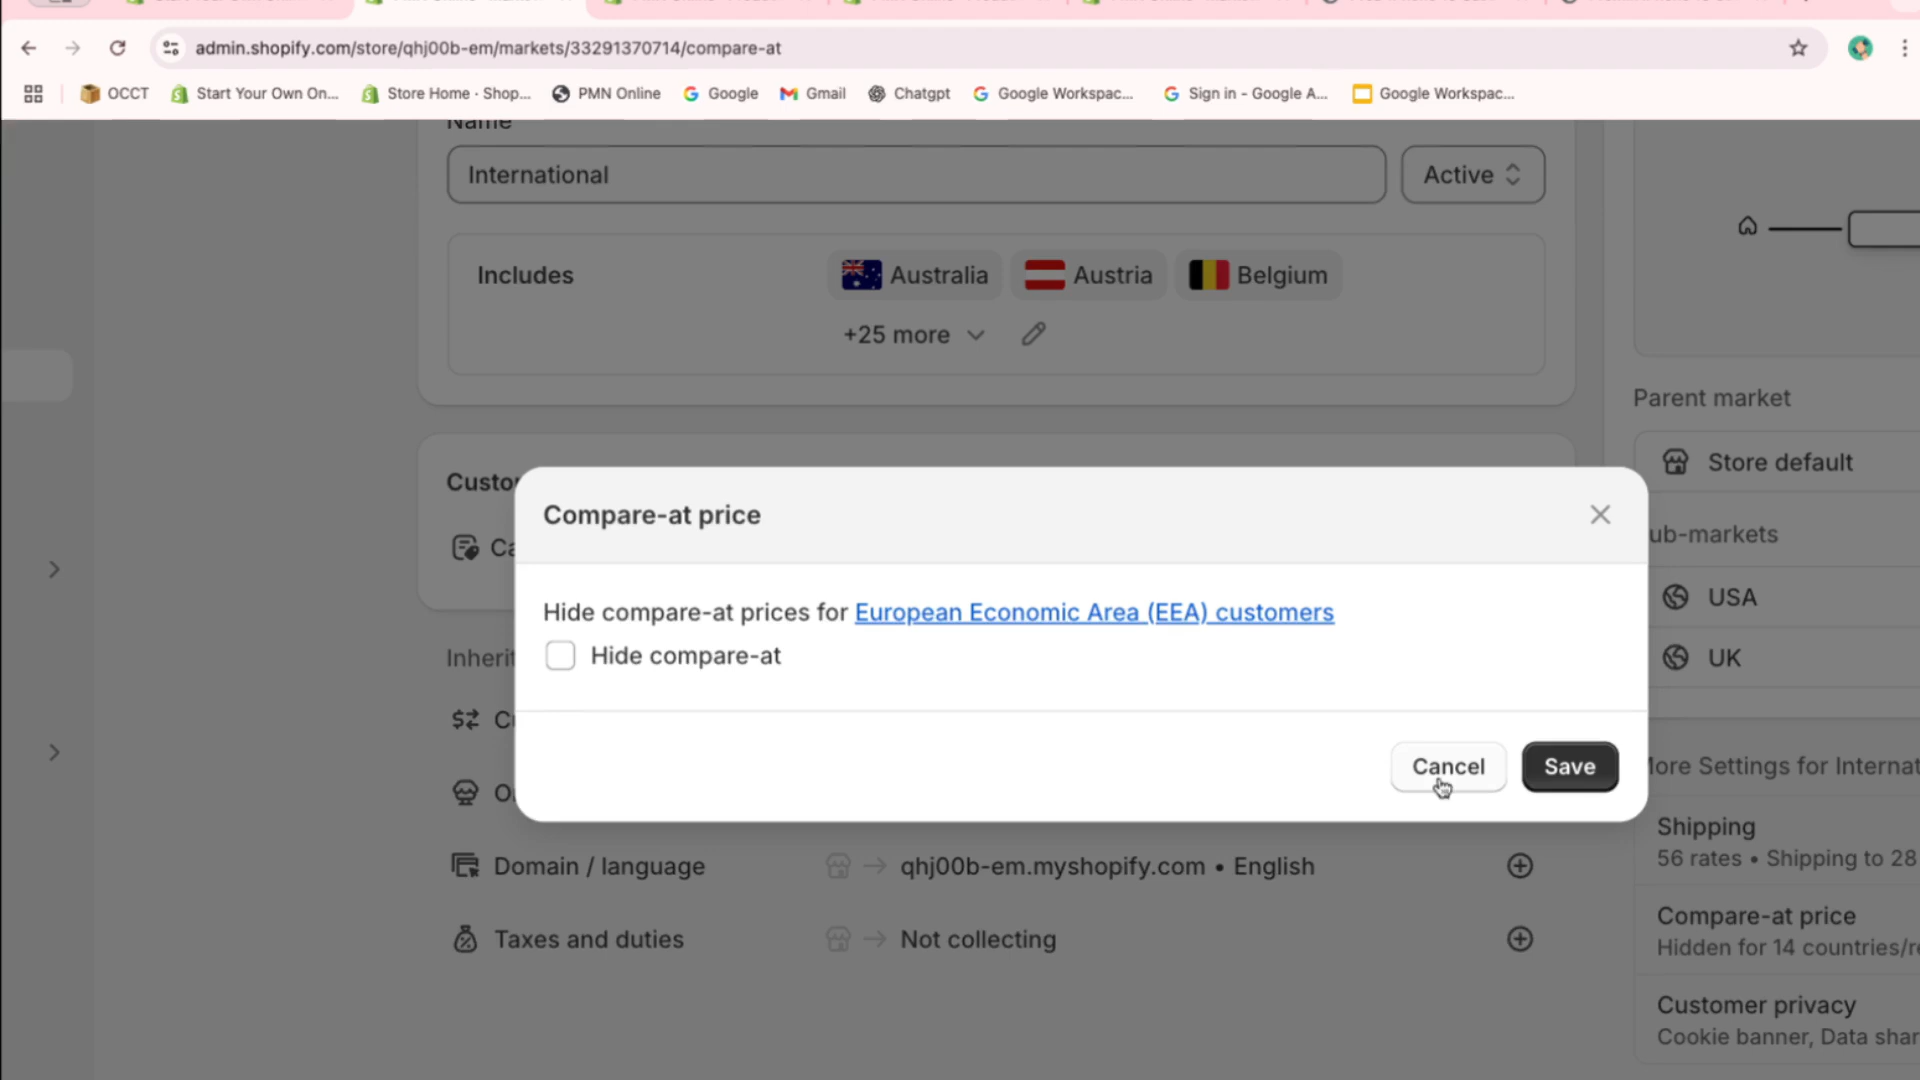 admin.shopify.com/store/qhj00b-em/markets/33291370714/compare-at
OCCT
Start Your Own On...
Store Home · Shop...
PMN Online
Google
Gmail
Chatgpt
Google Workspac...
Sign in - Google A...
Google Workspac...
Name
International
Active
Includes
Australia
Austria
Belgium
+25 more
Parent market
Store default
Custo
Compare-at price
ub-markets
Ca
Hide compare-at prices for European Economic Area (EEA) customers
USA
Hide compare-at
UK
Inherit
Cancel
Save
ore Settings for Internat
Domain / language
qhj00b-em.myshopify.com • English
Shipping
56 rates • Shipping to 28
Taxes and duties
Not collecting
Compare-at price
Hidden for 14 countries/re
Customer privacy
Cookie banner, Data shar